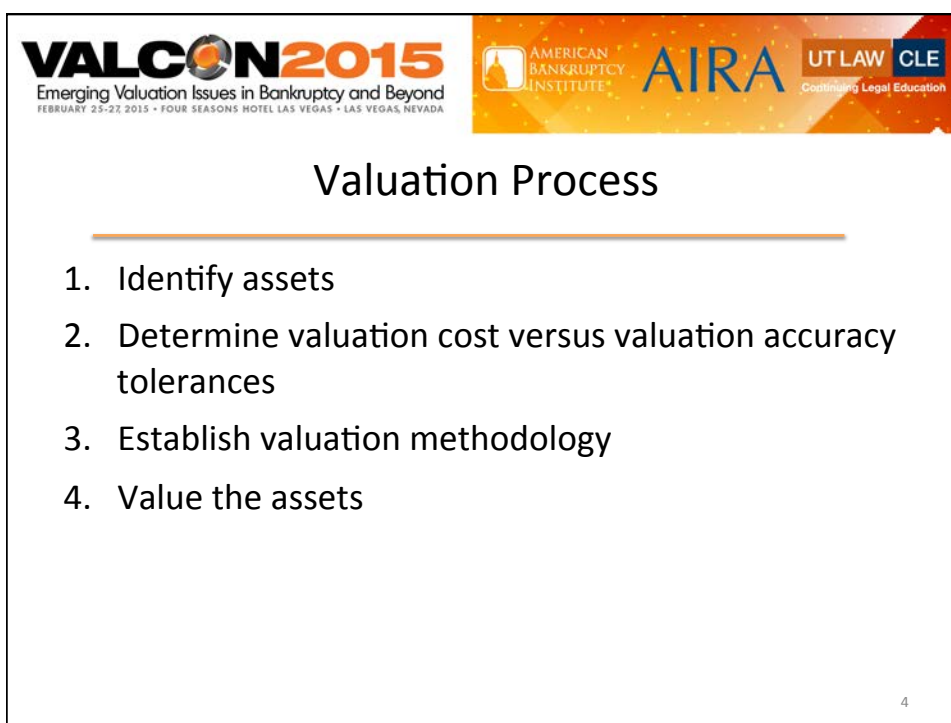 VALCON2015
Emerging Valuation Issues in Bankruptcy and Beyond
FEBRUARY 25-27, 2015 • FOUR SEASONS HOTEL LAS VEGAS • LAS VEGAS, NEVADA
AMERICAN
BANKRUPTCY
INSTITUTE
AIRA
UT LAW CLE
Continuing Legal Education
Valuation Process
1. Identify assets
2. Determine valuation cost versus valuation accuracy
tolerances
3. Establish valuation methodology
4. Value the assets
4